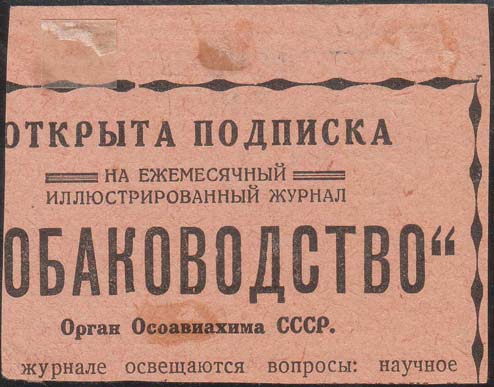 ОТКРЫТА ПОДПИСКА
НА ЕЖЕМЕСЯЧНЫЙ
ИЛЛЮСТРИРОВАННЫЙ ЖУРНАЛ
ОБАКОВОДСТВО“
Орган Осоавиахима СССР.
журнале освещаются вопросы: научное